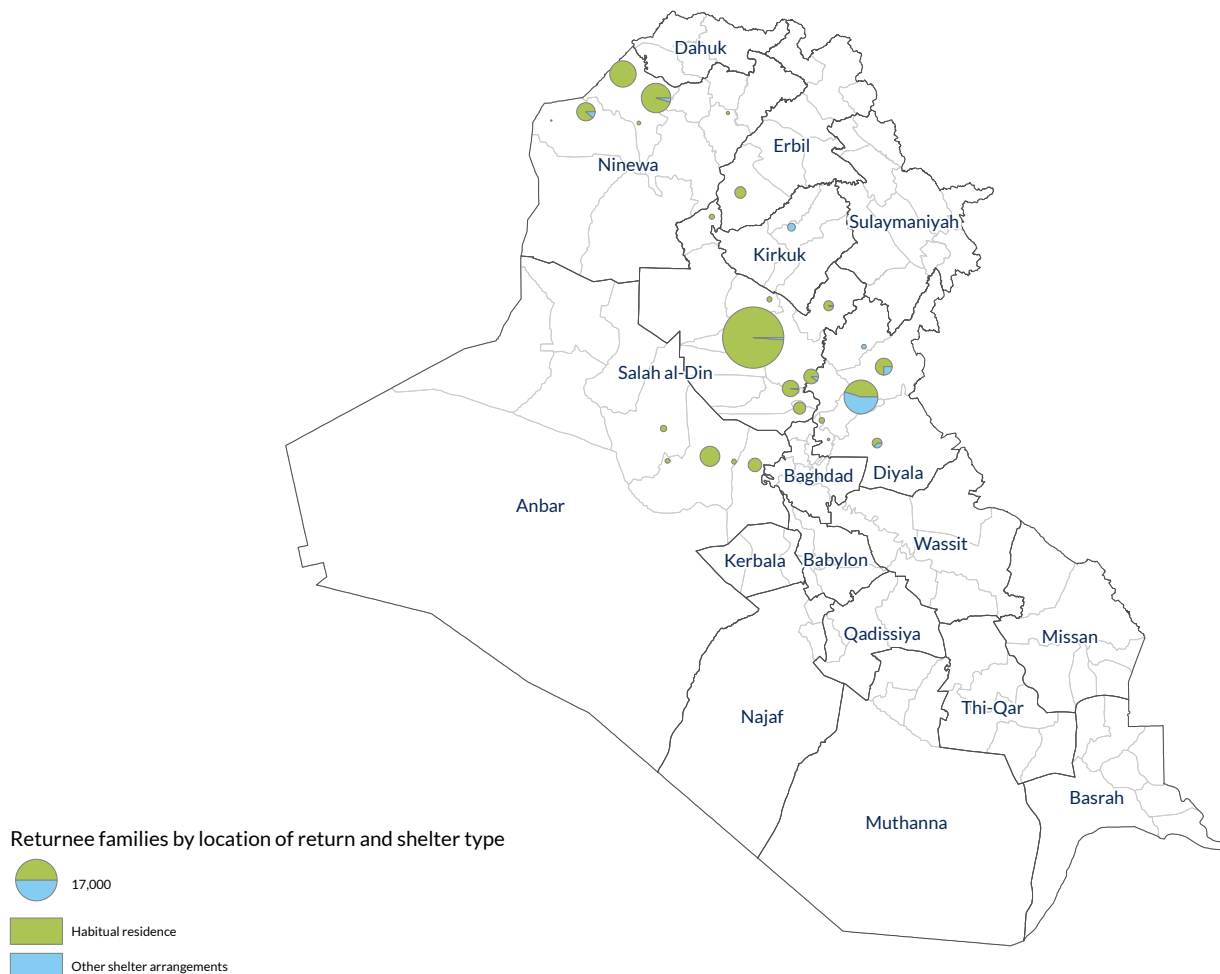 Dahuk
Erbil
Ninewa
Sulaymaniyah
Kirkuk
Salah al-Din
Baghdad
Diyala
Anbar
Wassit
Kerbala
Babylon
Qadissiya
Missan
Thi-Qar
Najaf
Basrah
Muthanna
Returnee families by location of return and shelter type
17,000
Habitual residence
Other shelter arrangements